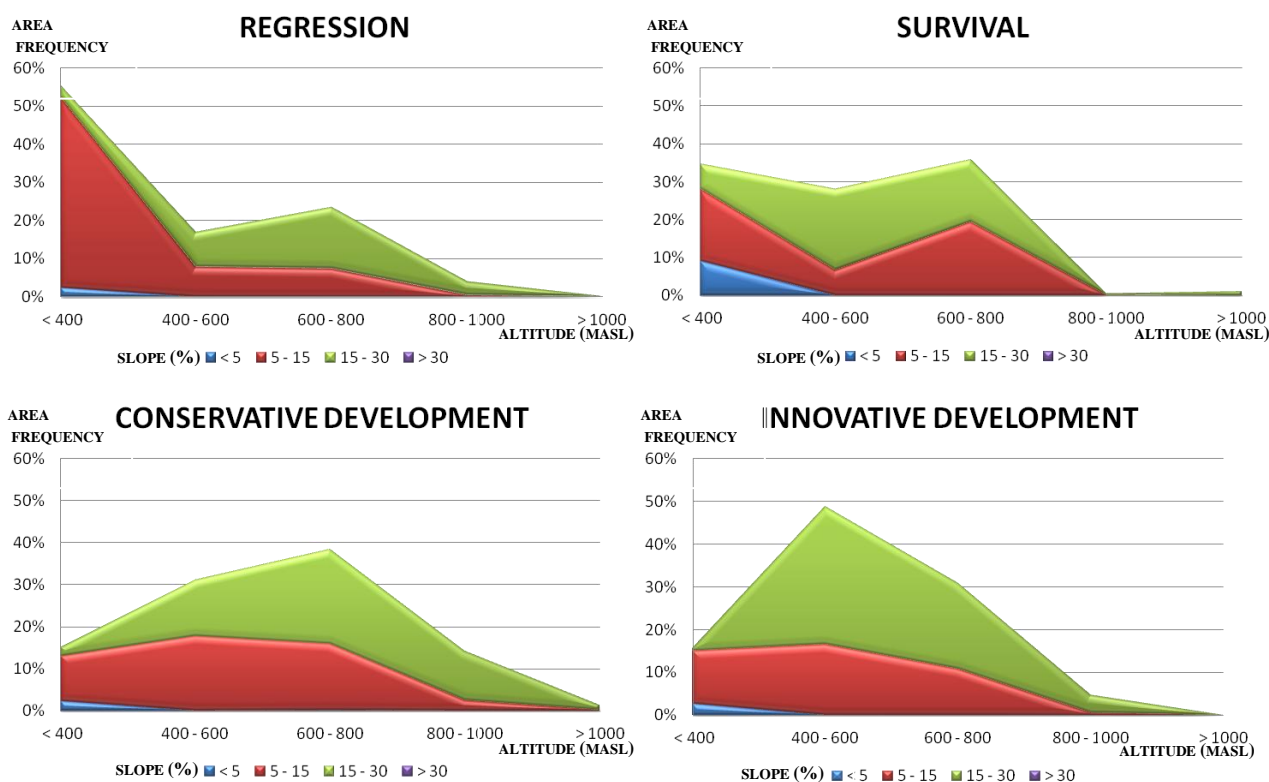 AREA
FREQUENCY
REGRESSION
60%
50%
40%
30%
20%
10%
0%
< 400
400 - 600
600 - 800
800 - 1000
> 1000
ALTITUDE (MASL)
SLOPE (%) < 5 5 - 15 15 - 30 > 30
AREA
FREQUENCY
SURVIVAL
60%
50%
40%
30%
20%
10%
0%
< 400
400 - 600
600 - 800
800 - 1000
> 1000
ALTITUDE (MASL)
SLOPE (%) < 5 5 - 15 15 - 30 > 30
AREA
FREQUENCY
CONSERVATIVE DEVELOPMENT
60%
50%
40%
30%
20%
10%
0%
< 400
400 - 600
600 - 800
800 - 1000
> 1000
ALTITUDE (MASL)
SLOPE (%) < 5 5 - 15 15 - 30 > 30
AREA
FREQUENCY
INNOVATIVE DEVELOPMENT
60%
50%
40%
30%
20%
10%
0%
< 400
400 - 600
600 - 800
800 - 1000
> 1000
ALTITUDE (MASL)
SLOPE (%) < 5 5 - 15 15 - 30 > 30